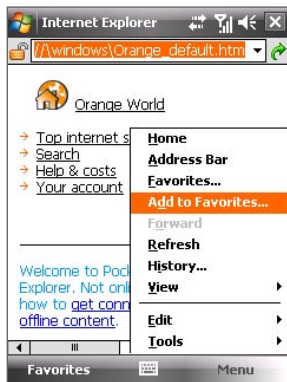 Internet Explorer
//\windows\Orange_default.htm
Orange World
Top internet s
Search
Help & costs
Your account
Home
Address Bar
Favorites...
Add to Favorites...
Forward
Refresh
History...
View
Edit
Tools
Welcome to Pock
Explorer. Not onli
how to get conn
offline content.
Favorites
Menu